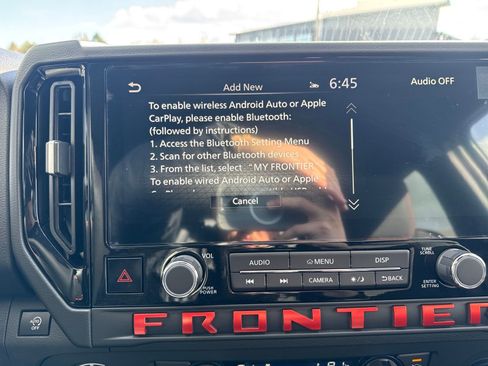 Add New
6:45
Audio OFF
To enable wireless Android Auto or Apple
CarPlay, please enable Bluetooth:
(followed by instructions)
1. Access the Bluetooth Setting Menu
2. Scan for other Bluetooth devices
3. From the list, select "MY FRONTIER
To enable wired Android Auto or Apple
Cancel
VOL
PUSH
POWER
AUDIO
MENU
DISP
CAMERA
BACK
TUNE
SCROLL
ENTER
SETTING
OFF
FRONTIER